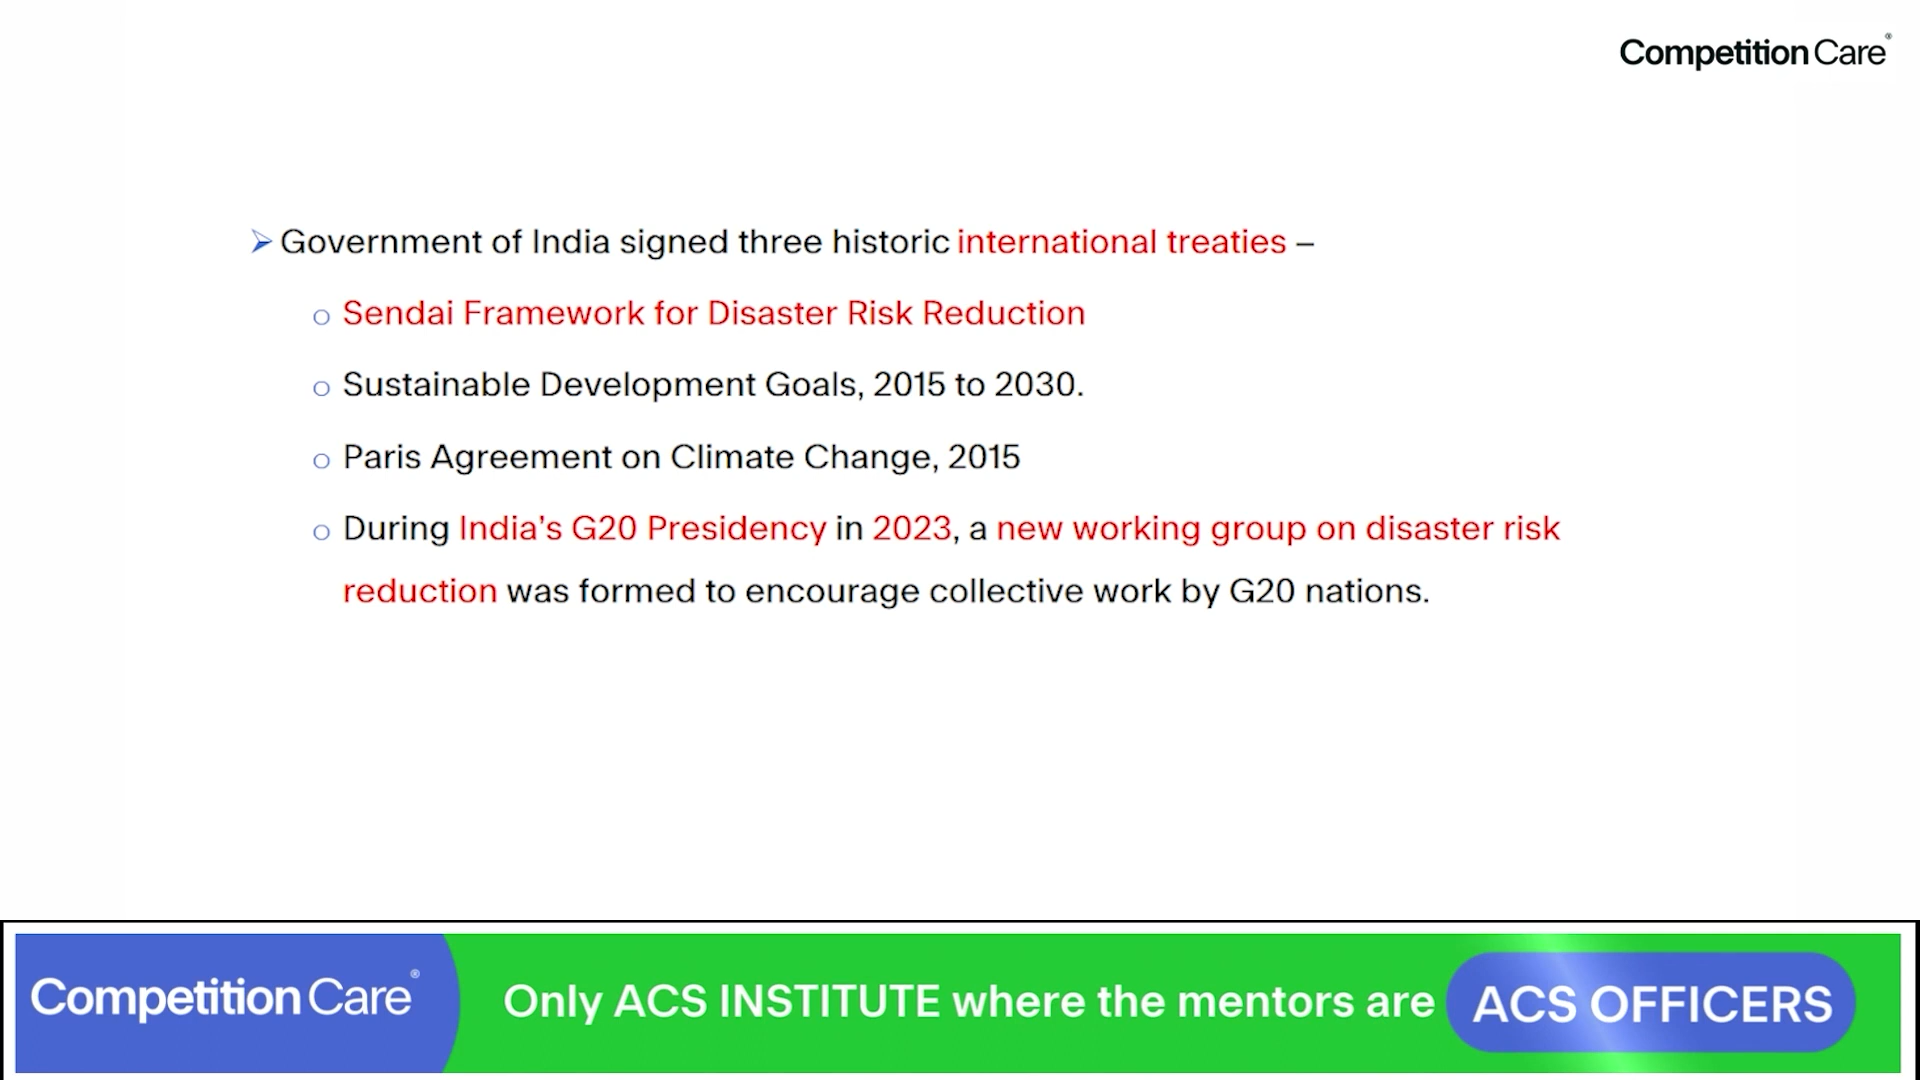 Competition Care®
➢ Government of India signed three historic international treaties –
o Sendai Framework for Disaster Risk Reduction
o Sustainable Development Goals, 2015 to 2030.
o Paris Agreement on Climate Change, 2015
o During India’s G20 Presidency in 2023, a new working group on disaster risk
reduction was formed to encourage collective work by G20 nations.
Competition Care® Only ACS INSTITUTE where the mentors are ACS OFFICERS